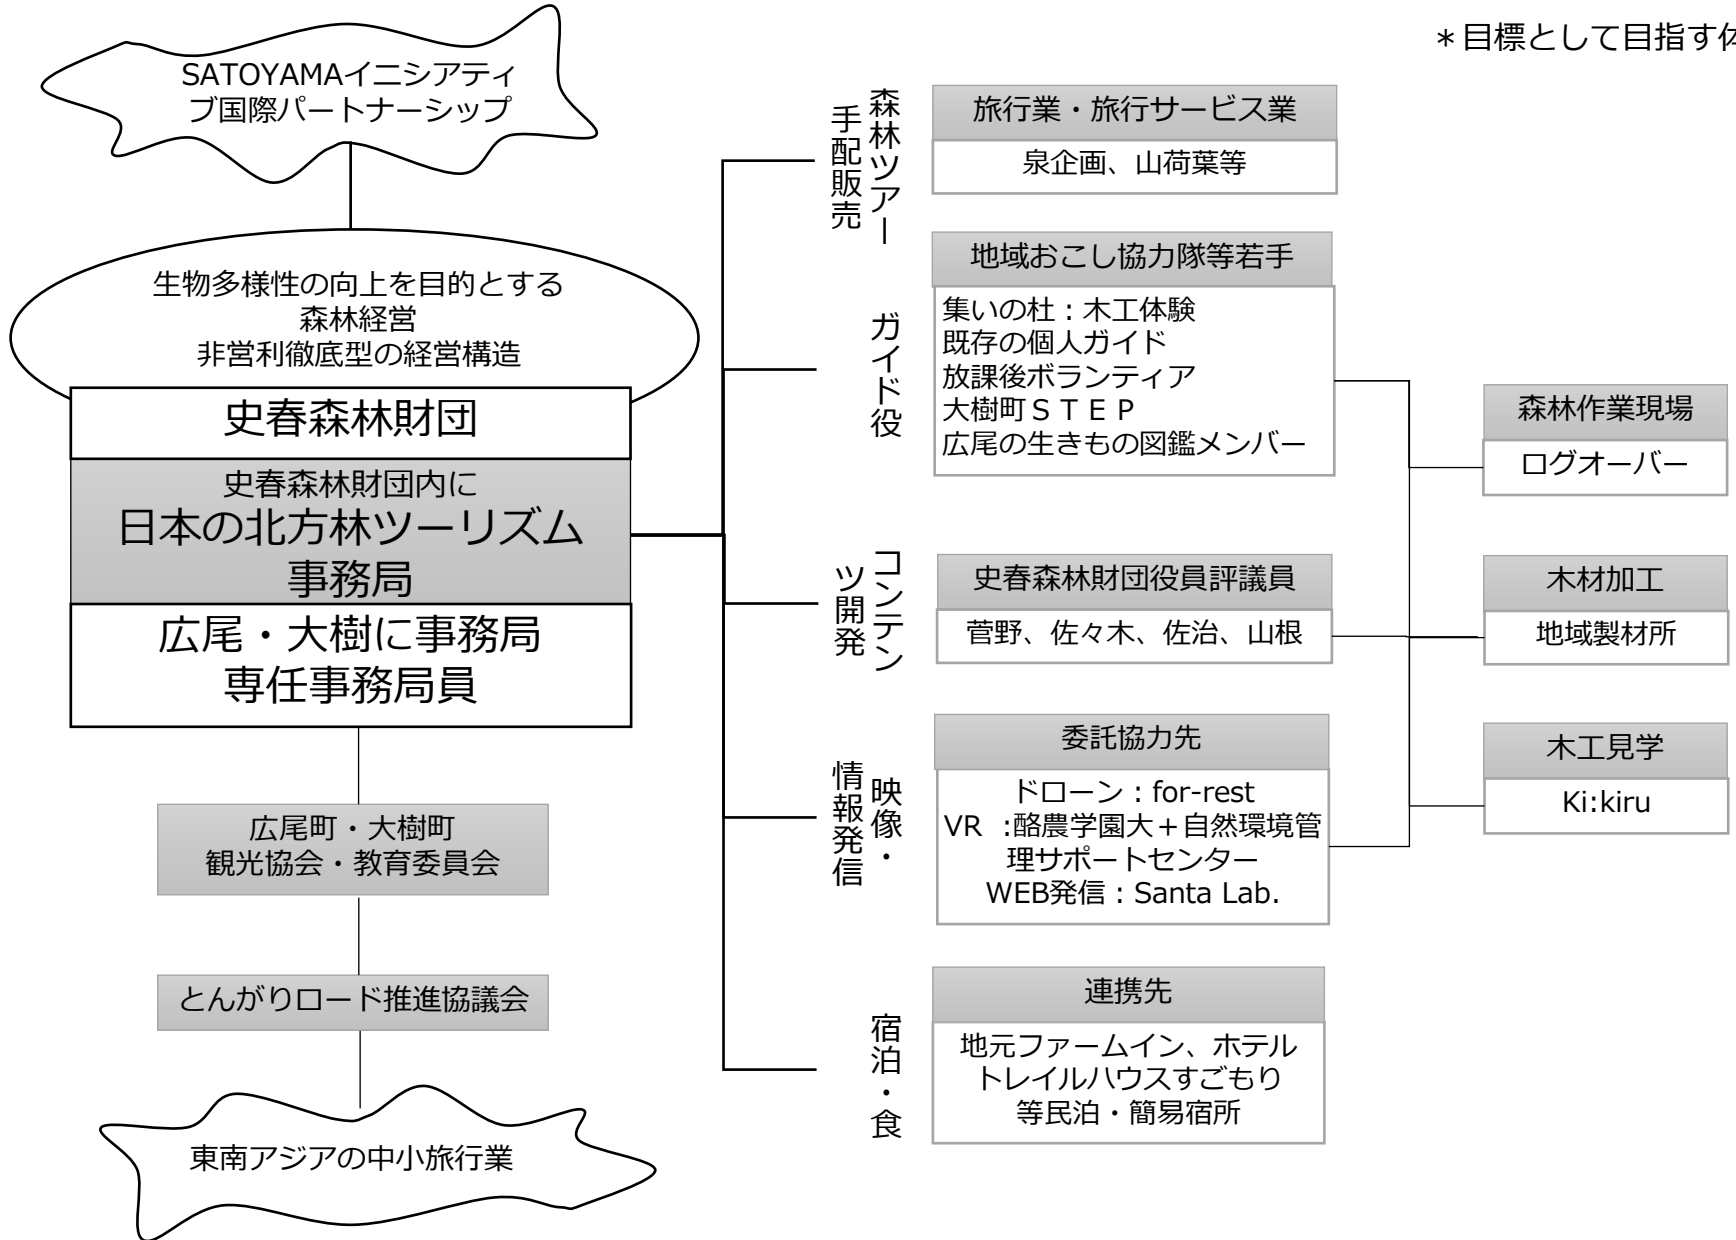 ＊目標として目指す
SATOYAMAイニシアティ
ブ国際パートナーシップ
生物多様性の向上を目的とする
森林経営
非営利徹底型の経営構造
史春森林財団
史春森林財団内に
日本の北方林ツーリズム
事務局
広尾・大樹に事務局
専任事務局員
広尾町・大樹町
観光協会・教育委員会
とんがりロード推進協議会
東南アジアの中小旅行業
森林ツアー
手配販売
旅行業・旅行サービス業
泉企画、山荷葉等
ガイド役
地域おこし協力隊等若手
集いの杜：木工体験
既存の個人ガイド
放課後ボランティア
大樹町ＳＴＥＰ
広尾の生きもの図鑑メンバー
コンテン
ツ開発
史春森林財団役員評議員
菅野、佐々木、佐治、山根
映像・
情報発信
委託協力先
ドローン：for-rest
VR :酪農学園大＋自然環境管
理サポートセンター
WEB発信：Santa Lab.
宿泊・食
連携先
地元ファームイン、ホテル
トレイルハウスすごもり
等民泊・簡易宿所
森林作業現場
ログオーバー
木材加工
地域製材所
木工見学
Ki:kiru